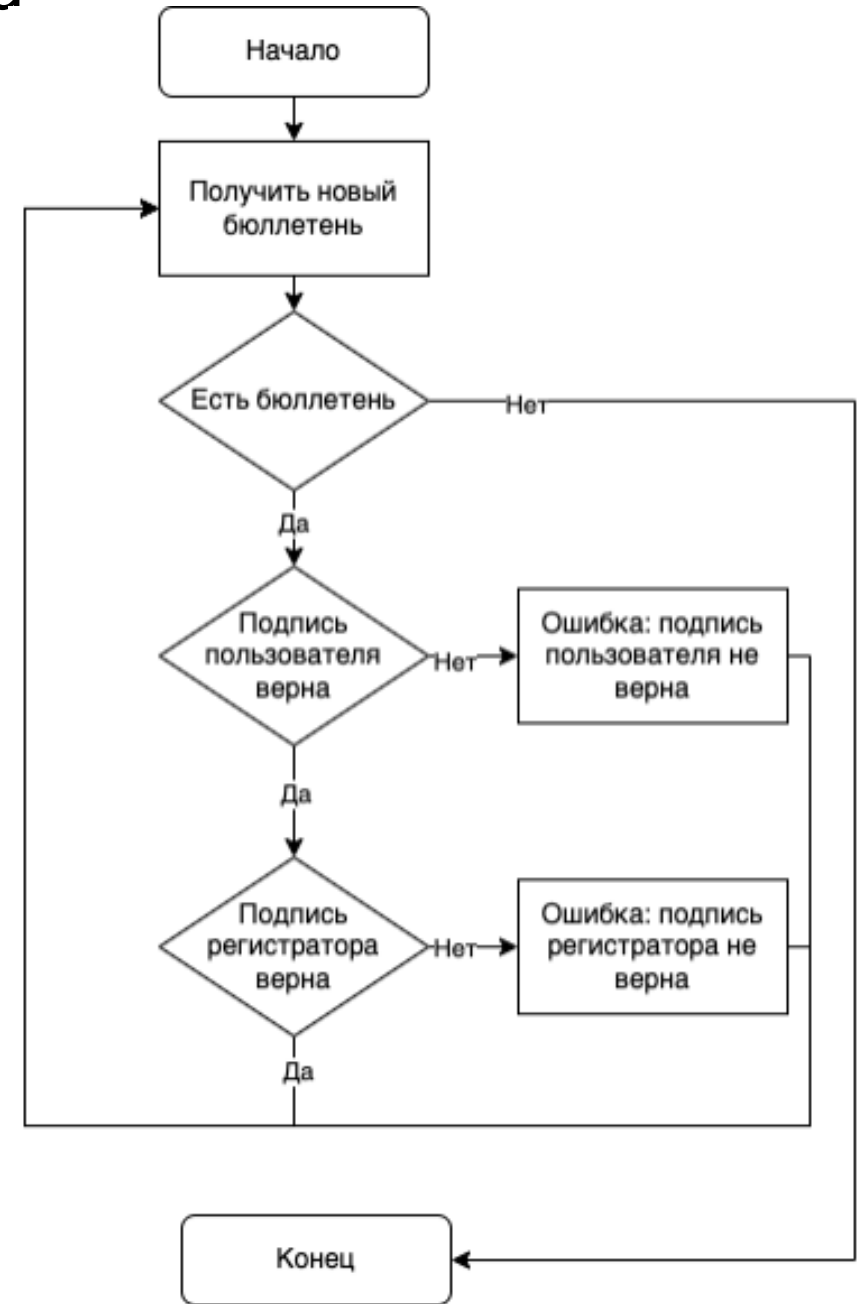 Начало
Получить новый
бюллетень
Есть бюллетень
Нет
Да
Подпись
пользователя
верна
Нет
Ошибка: подпись
пользователя не
верна
Да
Подпись
регистратора
верна
Нет
Ошибка: подпись
регистратора не
верна
Да
Конец